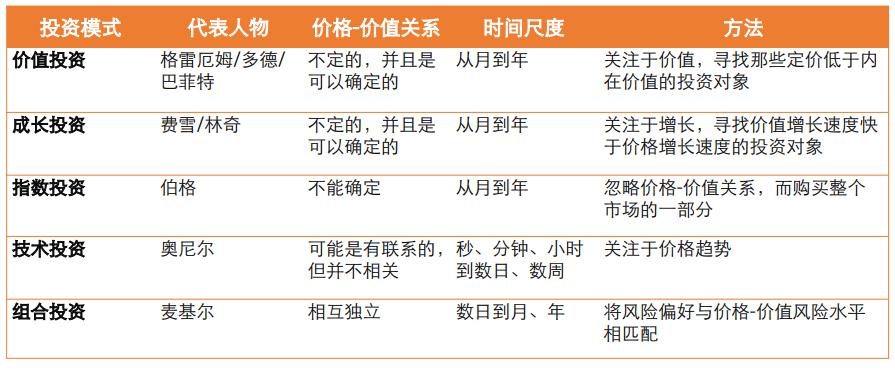 投资模式 代表人物 价格-价值关系 时间尺度 方法
价值投资 格雷厄姆/多德/ 不定的，并且是 从月到年 关注于价值，寻找那些定价低于内
巴菲特 可以确定的 在价值的投资对象
成长投资 费雪/林奇 不定的，并且是 从月到年 关注于增长，寻找价值增长速度快
可以确定的 于价格增长速度的投资对象
指数投资 伯格 不能确定 从月到年 忽略价格-价值关系，而购买整个
市场的一部分
技术投资 奥尼尔 可能是有联系的， 秒、分钟、小时 关注于价格趋势
但并不相关 到数日、数周
组合投资 麦基尔 相互独立 数日到月、年 将风险偏好与价格-价值风险水平
相匹配